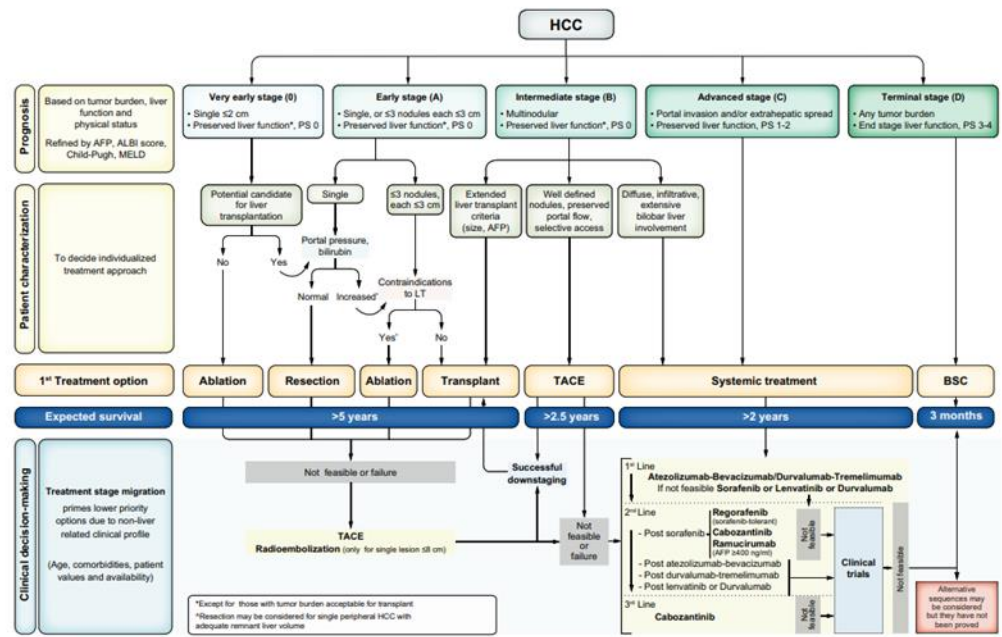 HCC
Prognosis
Based on tumor burden, liver
function and
physical status
Refined by AFP, ALBI score,
Child-Pugh, MELD
Very early stage (0)
• Single ≤2 cm
• Preserved liver function*, PS 0
Early stage (A)
• Single, or ≤3 nodules each ≤3 cm
• Preserved liver function*, PS 0
Intermediate stage (B)
• Multinodular
• Preserved liver function*, PS 0
Advanced stage (C)
• Portal invasion and/or extrahepatic spread
• Preserved liver function, PS 1-2
Terminal stage (D)
• Any tumor burden
• End stage liver function, PS 3-4
Patient characterization
To decide individualized
treatment approach
Potential candidate
for liver
transplantation
Single
≤3 nodules,
each ≤3 cm
Extended
liver transplant
criteria
(size, AFP)
Well defined
nodules, preserved
portal flow,
selective access
Diffuse, infiltrative,
extensive
bilobar liver
involvement
No
Yes
Portal pressure,
bilirubin
Normal
Increased
Contraindications
to LT
Yes
No
1st Treatment option
Ablation
Resection
Ablation
Transplant
TACE
Systemic treatment
BSC
Expected survival
>5 years
>2.5 years
>2 years
3 months
Clinical decision-making
Treatment stage migration
primes lower priority
options due to non-liver
related clinical profile
(Age, comorbidities, patient
values and availability)
Not feasible or failure
TACE
Radioembolization (only for single lesion ≤8 cm)
Successful
downstaging
Not
feasible
or
failure
1st Line
Atezolizumab-Bevacizumab/Durvalumab-Tremelimumab
If not feasible Sorafenib or Lenvatinib or Durvalumab
2nd Line
- Post sorafenib
Regorafenib
(sorafenib-tolerant)
Cabozantinib
Ramucirumab
(AFP ≥400 ng/ml)
- Post atezolizumab-bevacizumab
- Post durvalumab-tremelimumab
- Post lenvatinib or Durvalumab
3rd Line
Cabozantinib
Not
feasible
Not
feasible
Clinical
trials
Not feasible
Alternative
sequences may
be considered
but they have not
been proved
*Except for those with tumor burden acceptable for transplant
Resection may be considered for single peripheral HCC with
adequate remnant liver volume